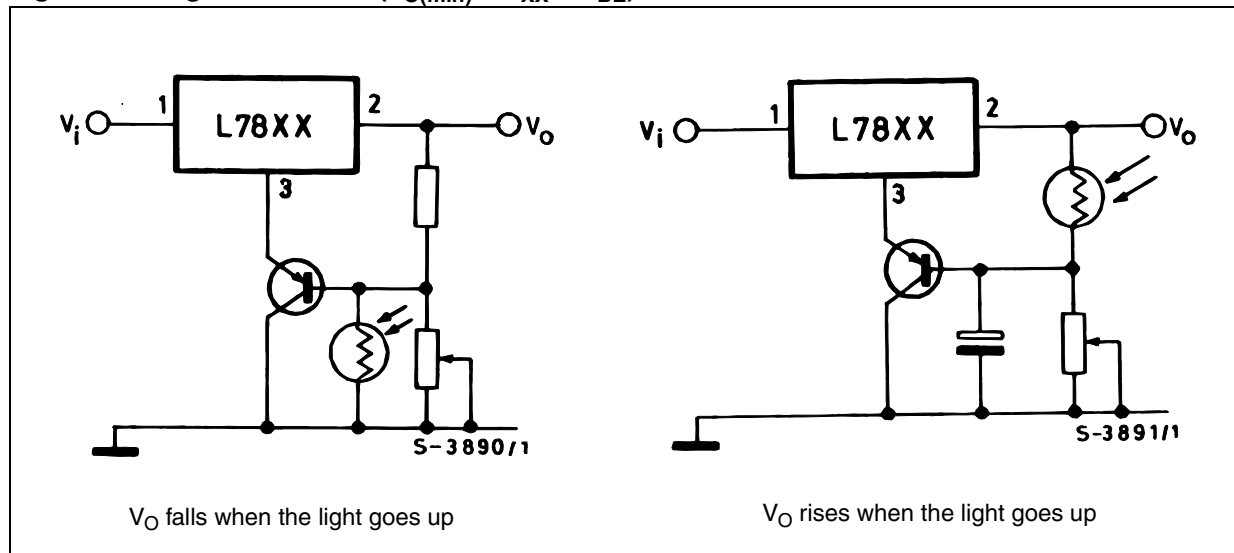 1 L78XX 2
Vi Vo
3
S-3890/1
VO falls when the light goes up
1 L78XX 2
Vi Vo
3
S-3891/1
VO rises when the light goes up